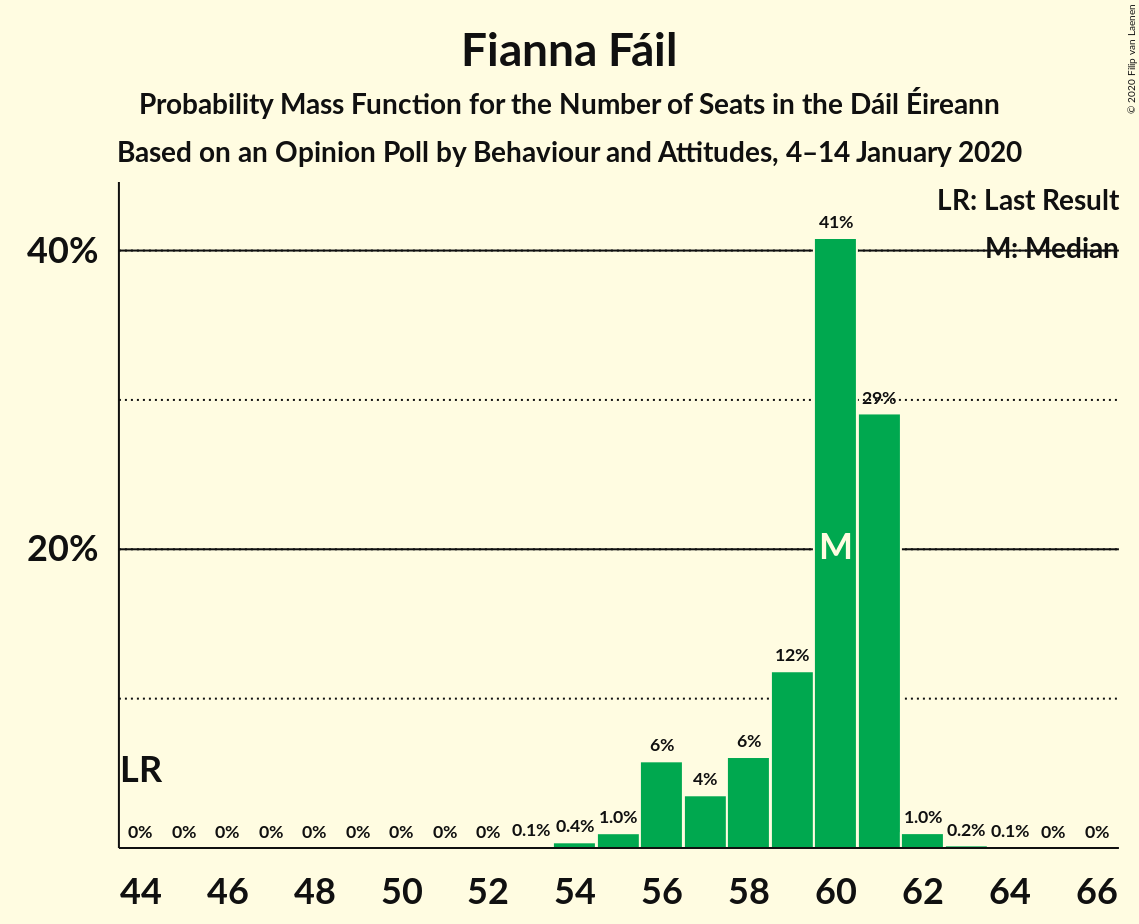 Fianna Fáil
Probability Mass Function for the Number of Seats in the Dáil Éireann
Based on an Opinion Poll by Behaviour and Attitudes, 4–14 January 2020
© 2020 Filip van Laenen
LR: Last Result
M: Median
40%
20%
41%
29%
M
12%
6%
4%
6%
LR
0% 0% 0% 0% 0% 0% 0% 0% 0% 0.1% 0.4% 1.0% 1.0% 0.2% 0.1% 0% 0%
44 46 48 50 52 54 56 58 60 62 64 66